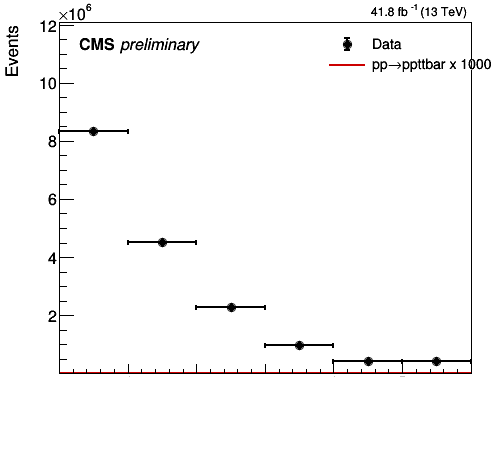 ×10⁶
41.8 fb⁻¹ (13 TeV)
Events
CMS preliminary
Data
pp→ppttbar x 1000
12
10
8
6
4
2